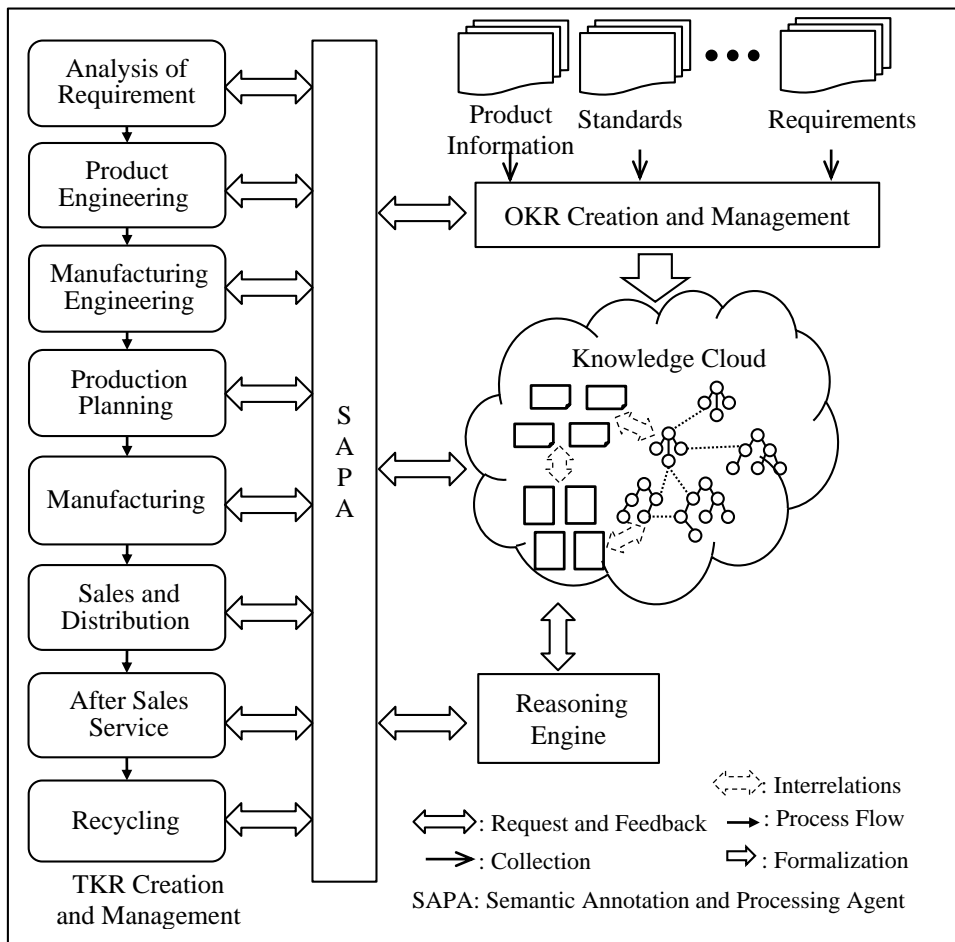 Analysis of
Requirement
Product
Engineering
Manufacturing
Engineering
Production
Planning
Manufacturing
Sales and
Distribution
After Sales
Service
Recycling
TKR Creation
and Management
S
A
P
A
Product
Information
Standards
Requirements
OKR Creation and Management
Knowledge Cloud
Reasoning
Engine
: Interrelations
: Request and Feedback
: Process Flow
: Collection
: Formalization
SAPA: Semantic Annotation and Processing Agent